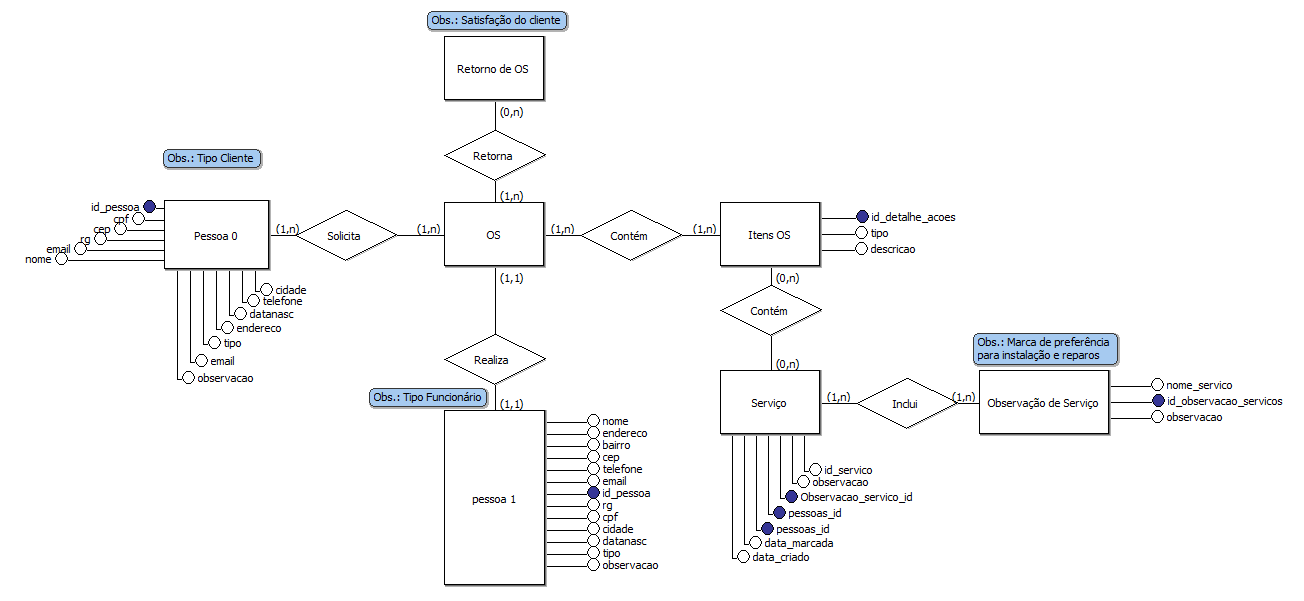 Obs.: Satisfação do cliente
Retorno de OS
(0,n)
Retorna
(1,n)
Obs.: Tipo Cliente
id_pessoa
cpf
cep
rg
email
nome
Pessoa 0
(1,n)
Solicita
(1,n)
OS
(1,n)
Contém
(1,n)
Itens OS
id_detalhe_acoes
tipo
descricao
cidade
telefone
datanasc
endereco
tipo
email
observacao
(1,1)
Realiza
(1,1)
Obs.: Tipo Funcionário
pessoa 1
nome
endereco
bairro
cep
telefone
email
id_pessoa
rg
cpf
cidade
datanasc
tipo
observacao
(0,n)
Contém
(0,n)
Serviço
(1,n)
Inclui
(1,n)
Obs.: Marca de preferência
para instalação e reparos
Observação de Serviço
nome_servico
id_observacao_servicos
observacao
id_servico
observacao
Observacao_servico_id
pessoas_id
pessoas_id
data_marcada
data_criado